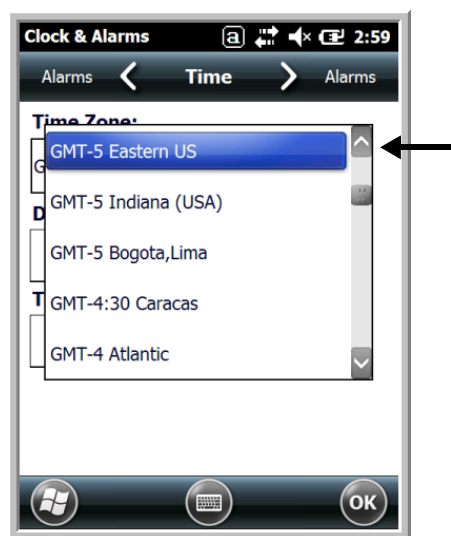 Clock & Alarms a 2:59
Alarms Time Alarms
Time Zone:
G
GMT-5 Eastern US
GMT-5 Indiana (USA)
D
GMT-5 Bogota,Lima
T
GMT-4:30 Caracas
GMT-4 Atlantic
OK